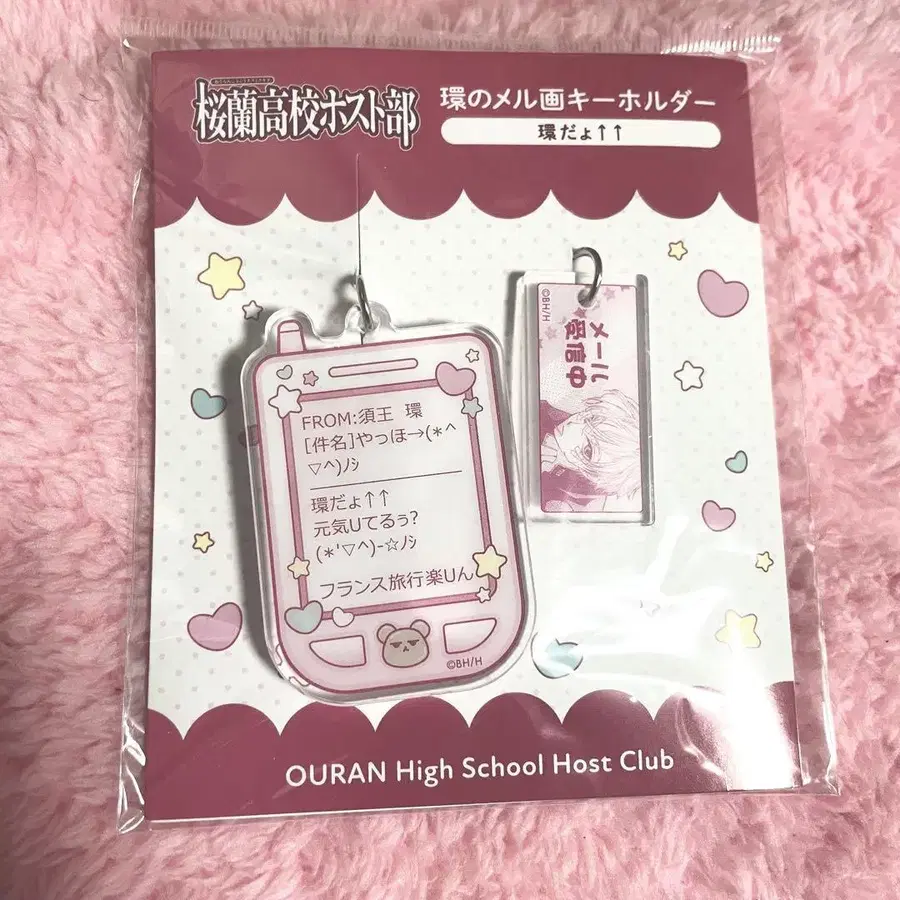 桜蘭高校ホスト部
環のメル画キーホルダー
環だょ↑↑
FROM:須王 環
[件名]やっほ→(*^
▽^)ﾉｼ
環だょ↑↑
元気Uてるぅ?
(*'▽^)-☆ﾉｼ
フランス旅行楽Uん
©BH/H
©BH/H
メール
受信中
OURAN High School Host Club